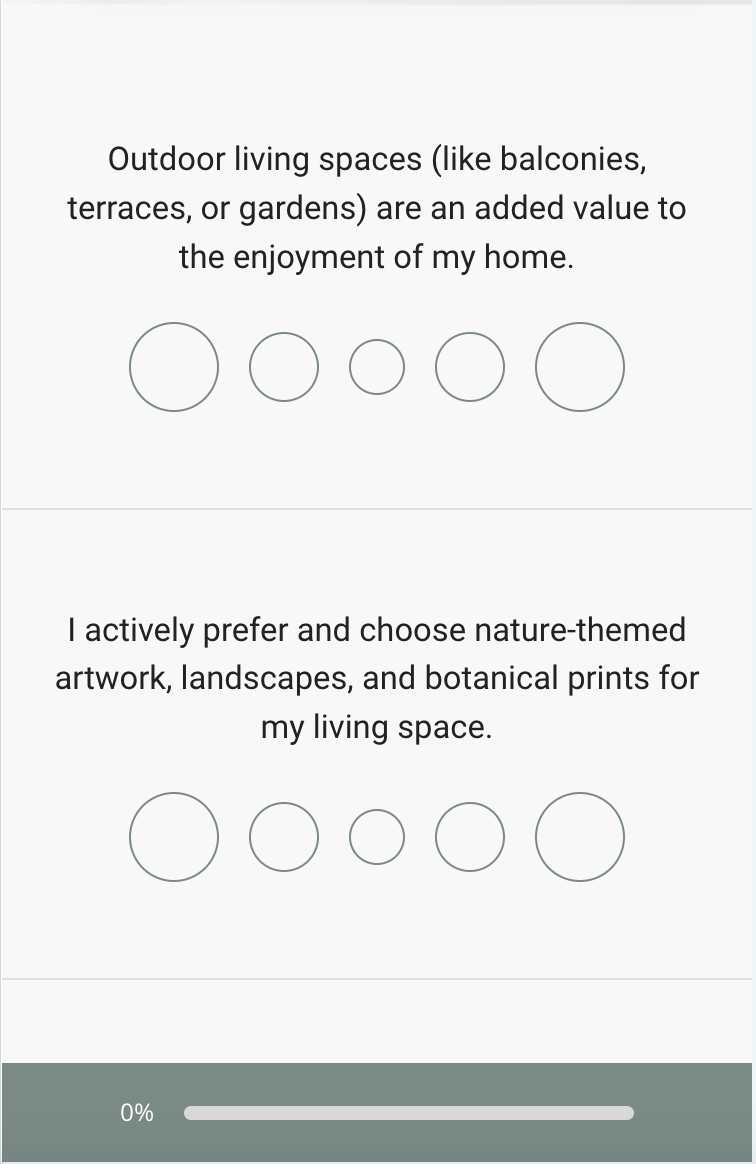 Outdoor living spaces (like balconies,
terraces, or gardens) are an added value to
the enjoyment of my home.
I actively prefer and choose nature-themed
artwork, landscapes, and botanical prints for
my living space.
0%